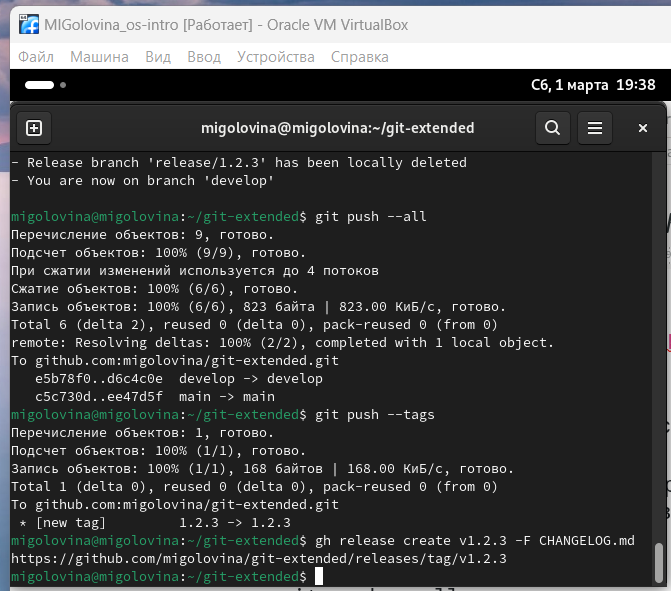 MIGolovina_os-intro [Работает] - Oracle VM VirtualBox
Файл Машина Вид Ввод Устройства Справка
Сб, 1 марта 19:38
migolovina@migolovina:~/git-extended
- Release branch 'release/1.2.3' has been locally deleted
- You are now on branch 'develop'
migolovina@migolovina:~/git-extended$ git push --all
Перечисление объектов: 9, готово.
Подсчет объектов: 100% (9/9), готово.
При сжатии изменений используется до 4 потоков
Сжатие объектов: 100% (6/6), готово.
Запись объектов: 100% (6/6), 823 байта | 823.00 КиБ/с, готово.
Total 6 (delta 2), reused 0 (delta 0), pack-reused 0 (from 0)
remote: Resolving deltas: 100% (2/2), completed with 1 local object.
To github.com:migolovina/git-extended.git
   e5b78f0..d6c4c0e  develop -> develop
   c5c730d..ee47d5f  main -> main
migolovina@migolovina:~/git-extended$ git push --tags
Перечисление объектов: 1, готово.
Подсчет объектов: 100% (1/1), готово.
Запись объектов: 100% (1/1), 168 байтов | 168.00 КиБ/с, готово.
Total 1 (delta 0), reused 0 (delta 0), pack-reused 0 (from 0)
To github.com:migolovina/git-extended.git
 * [new tag]         1.2.3 -> 1.2.3
migolovina@migolovina:~/git-extended$ gh release create v1.2.3 -F CHANGELOG.md
https://github.com/migolovina/git-extended/releases/tag/v1.2.3
migolovina@migolovina:~/git-extended$